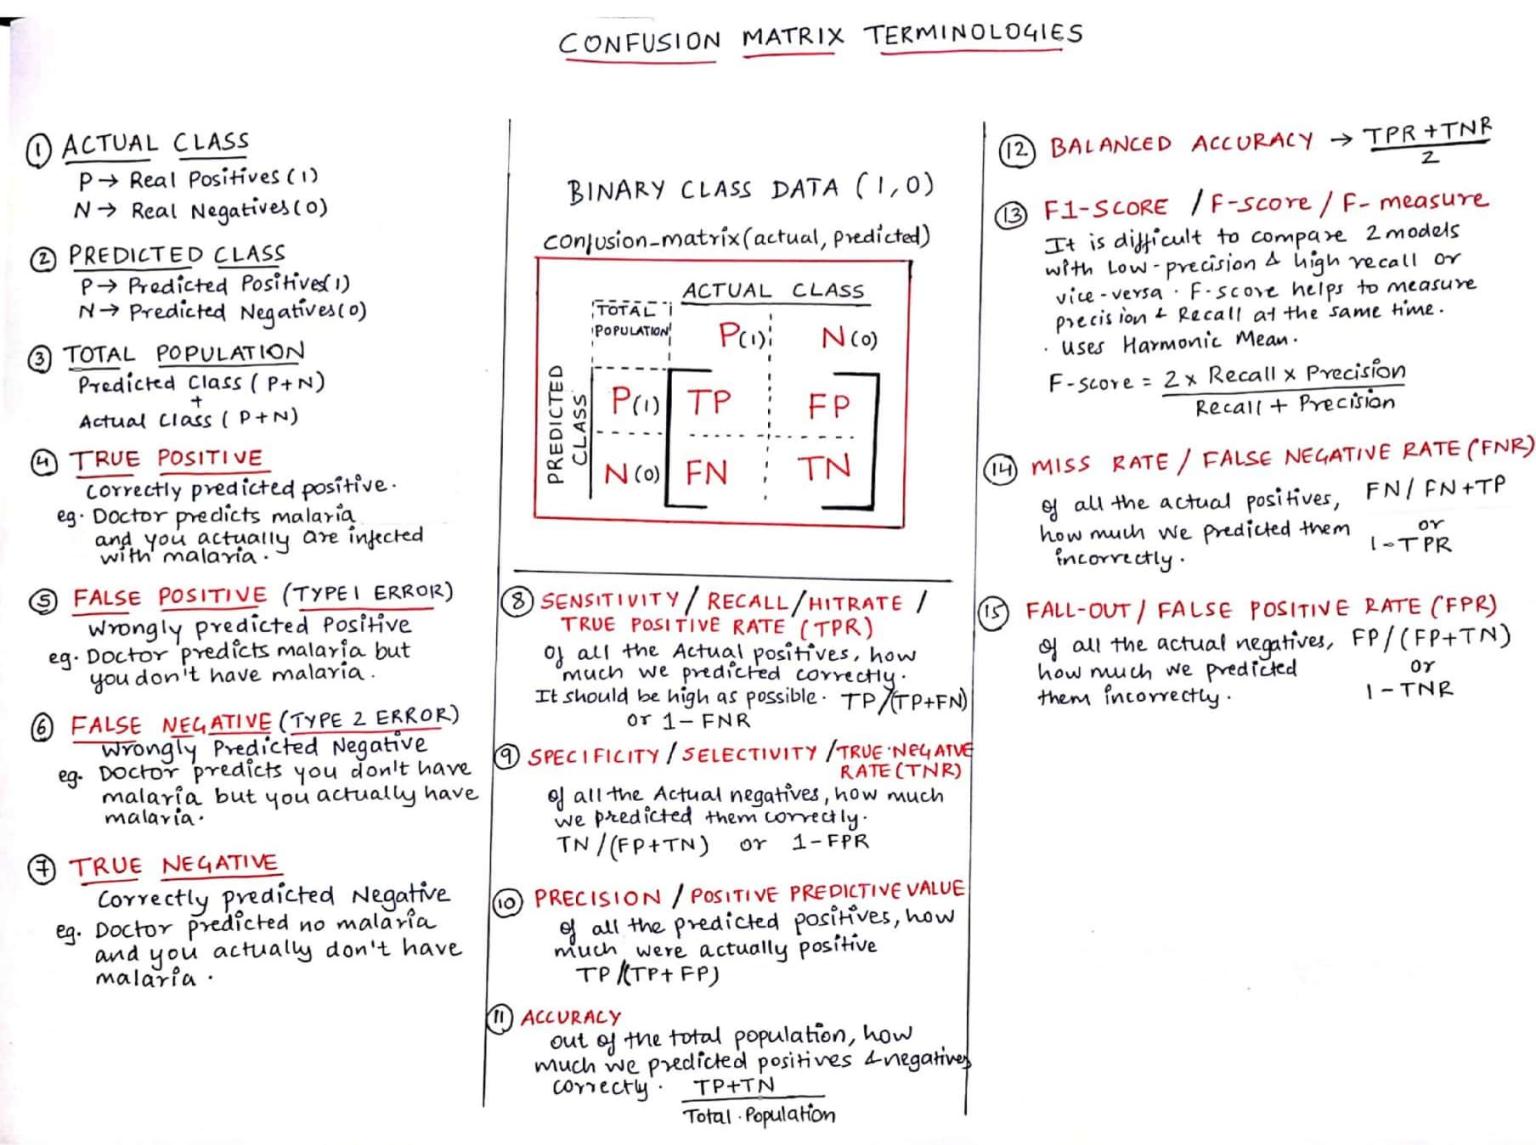 CONFUSION MATRIX TERMINOLOGIES
① ACTUAL CLASS
P → Real Positives (1)
N → Real Negatives (0)
② PREDICTED CLASS
P → Predicted Positives(1)
N → Predicted Negatives (0)
③ TOTAL POPULATION
Predicted Class ( P+N )
+
Actual Class ( P+N )
④ TRUE POSITIVE
Correctly predicted positive.
eg. Doctor predicts malaria
and you actually are infected
with malaria.
⑤ FALSE POSITIVE (TYPE 1 ERROR)
Wrongly predicted Positive
eg. Doctor predicts malaria but
you don't have malaria.
⑥ FALSE NEGATIVE (TYPE 2 ERROR)
Wrongly Predicted Negative
eg. Doctor predicts you don't have
malaria but you actually have
malaria.
⑦ TRUE NEGATIVE
Correctly predicted Negative
eg. Doctor predicted no malaria
and you actually don't have
malaria.
BINARY CLASS DATA (1,0)
confusion_matrix(actual, predicted)
ACTUAL CLASS
TOTAL
POPULATION
P(1) N(0)
PREDICTED
CLASS
P(1) TP FP
N(0) FN TN
⑧ SENSITIVITY / RECALL / HITRATE /
TRUE POSITIVE RATE (TPR)
Of all the Actual positives, how
much we predicted correctly.
It should be high as possible. TP/(TP+FN)
or 1-FNR
⑨ SPECIFICITY / SELECTIVITY / TRUE NEGATIVE
RATE (TNR)
Of all the Actual negatives, how much
we predicted them correctly.
TN/(FP+TN) or 1-FPR
⑩ PRECISION / POSITIVE PREDICTIVE VALUE
Of all the predicted positives, how
much were actually positive
TP/(TP+FP)
⑪ ACCURACY
Out of the total population, how
much we predicted positives & negatives
correctly. TP+TN
Total Population
⑫ BALANCED ACCURACY → TPR+TNR
2
⑬ F1-SCORE / F-score / F-measure
It is difficult to compare 2 models
with Low-precision & high recall or
vice-versa. F-score helps to measure
precision & Recall at the same time.
. Uses Harmonic Mean.
F-score = 2 x Recall x Precision
Recall + Precision
⑭ MISS RATE / FALSE NEGATIVE RATE (FNR)
Of all the actual positives, FN/FN+TP
how much we predicted them or
incorrectly. 1-TPR
⑮ FALL-OUT / FALSE POSITIVE RATE (FPR)
Of all the actual negatives, FP/(FP+TN)
how much we predicted or
them incorrectly. 1-TNR